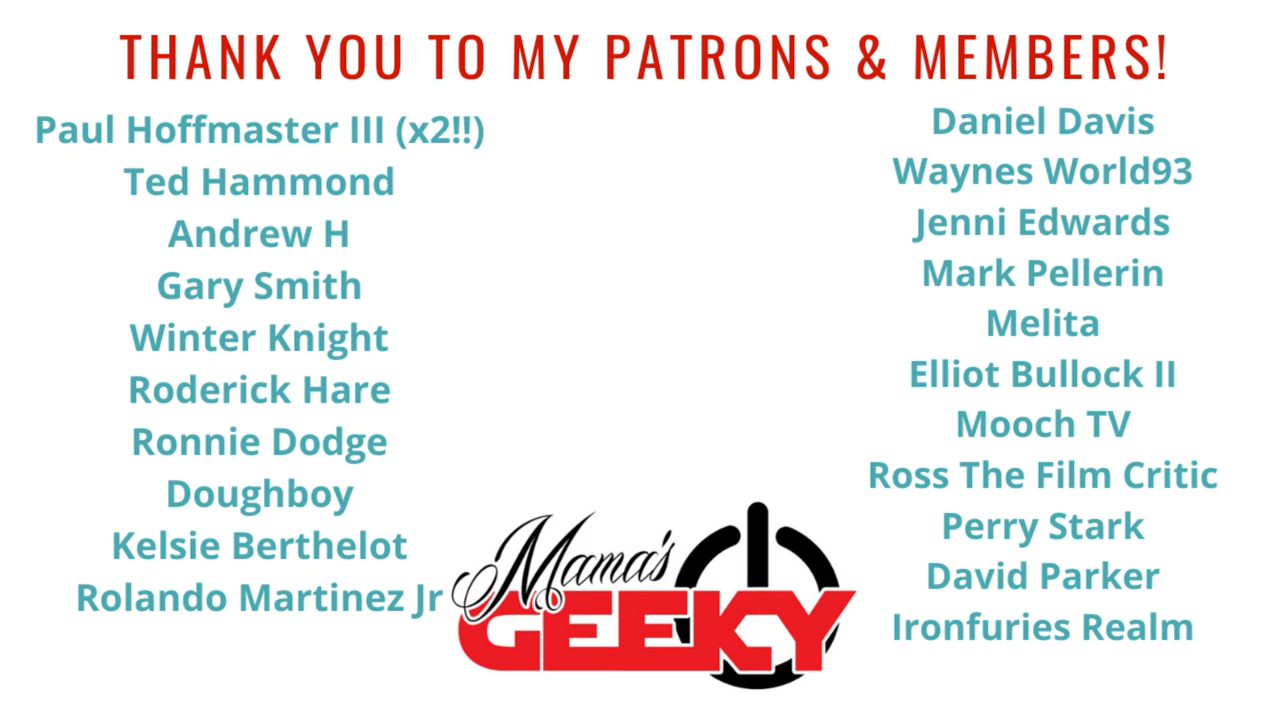 THANK YOU TO MY PATRONS & MEMBERS!
Paul Hoffmaster III (x2!!)
Ted Hammond
Andrew H
Gary Smith
Winter Knight
Roderick Hare
Ronnie Dodge
Doughboy
Kelsie Berthelot
Rolando Martinez Jr
Daniel Davis
Waynes World93
Jenni Edwards
Mark Pellerin
Melita
Elliot Bullock II
Mooch TV
Ross The Film Critic
Perry Stark
David Parker
Ironfuries Realm
Mama's
GEEKY